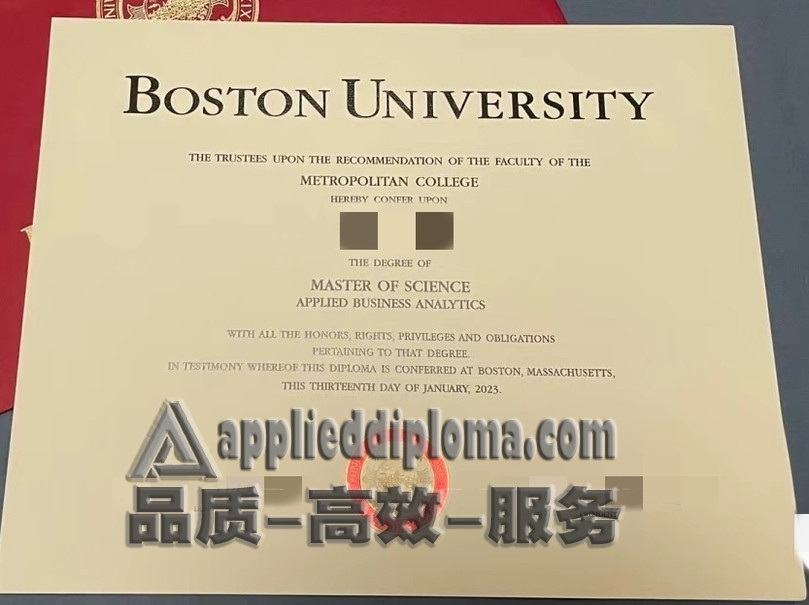 BOSTON UNIVERSITY
THE TRUSTEES UPON THE RECOMMENDATION OF THE FACULTY OF THE
METROPOLITAN COLLEGE
HEREBY CONFER UPON
THE DEGREE OF
MASTER OF SCIENCE
APPLIED BUSINESS ANALYTICS
WITH ALL THE HONORS, RIGHTS, PRIVILEGES AND OBLIGATIONS
PERTAINING TO THAT DEGREE.
IN TESTIMONY WHEREOF THIS DIPLOMA IS CONFERRED AT BOSTON, MASSACHUSETTS,
THIS THIRTEENTH DAY OF JANUARY, 2023.
applieddiploma.com
品质-高效-服务